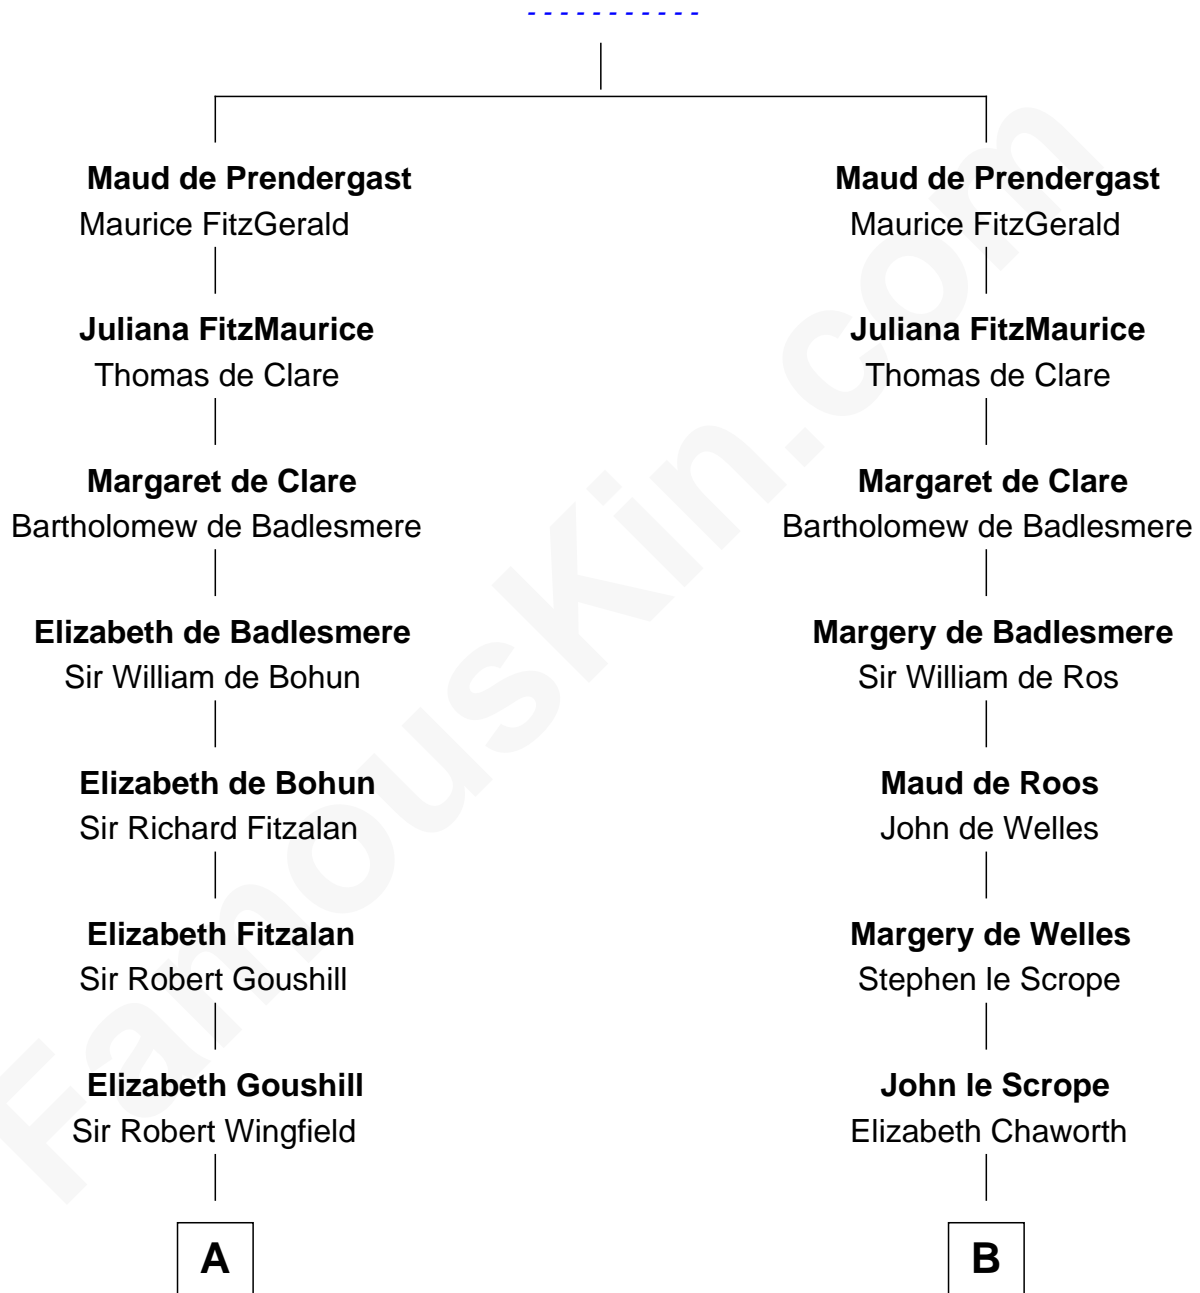 - - - - - - - - - - -
Maud de Prendergast
Maurice FitzGerald
Juliana FitzMaurice
Thomas de Clare
Margaret de Clare
Bartholomew de Badlesmere
Elizabeth de Badlesmere
Sir William de Bohun
Elizabeth de Bohun
Sir Richard Fitzalan
Elizabeth Fitzalan
Sir Robert Goushill
Elizabeth Goushill
Sir Robert Wingfield
A
Maud de Prendergast
Maurice FitzGerald
Juliana FitzMaurice
Thomas de Clare
Margaret de Clare
Bartholomew de Badlesmere
Margery de Badlesmere
Sir William de Ros
Maud de Roos
John de Welles
Margery de Welles
Stephen le Scrope
John le Scrope
Elizabeth Chaworth
B
FamousKin.com